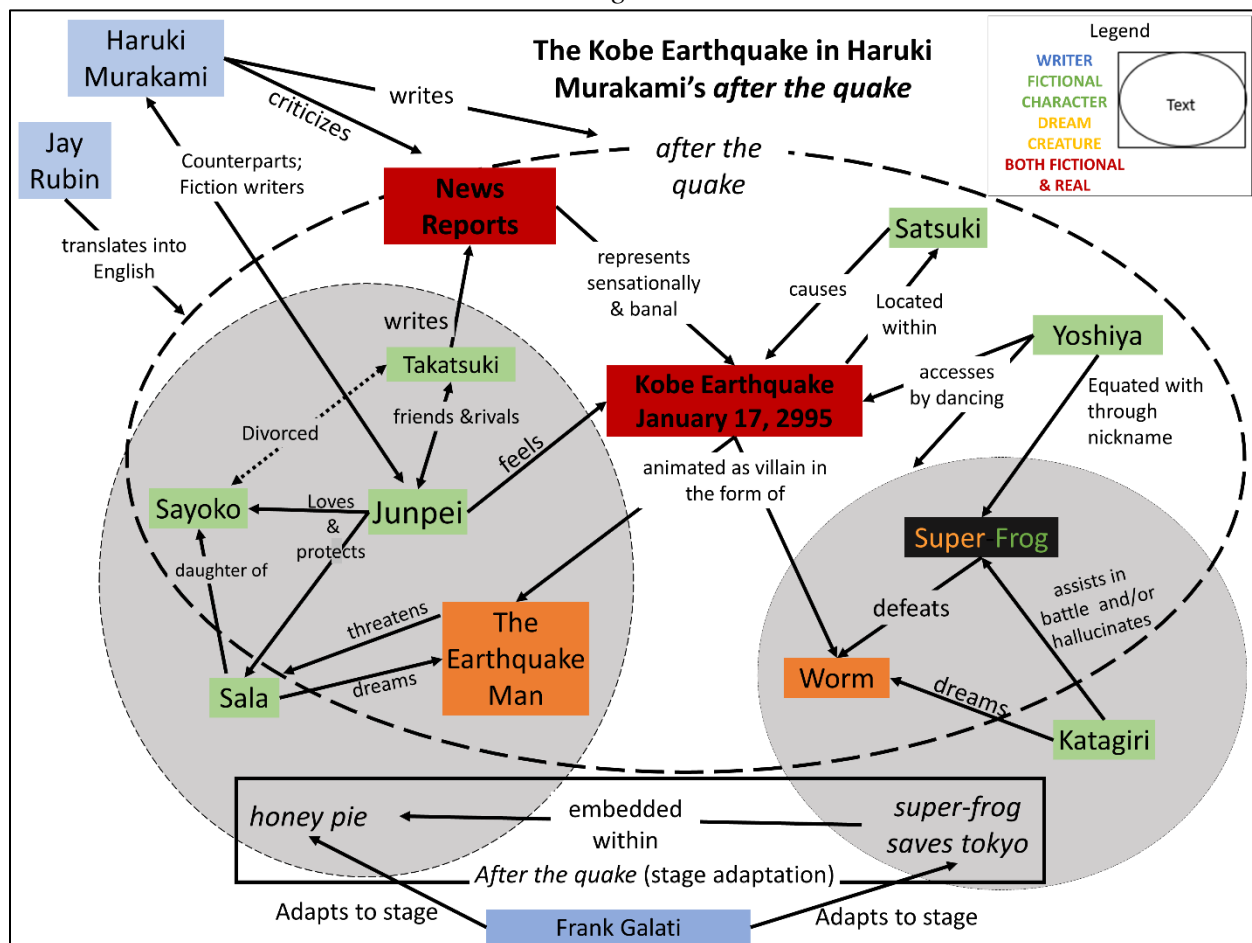 The Kobe Earthquake in Haruki
Murakami's after the quake
Legend
WRITER
FICTIONAL
CHARACTER
DREAM
CREATURE
BOTH FICTIONAL
& REAL
Text
Haruki
Murakami
criticizes
writes
Jay
Rubin
Counterparts;
Fiction writers
after the
quake
News
Reports
translates into
English
represents
sensationally
& banal
Satsuki
causes
Located
within
writes
Takatsuki
Yoshiya
accesses
by dancing
Equated with
through
nickname
Kobe Earthquake
January 17, 2995
friends &rivals
Divorced
feels
animated as villain in
the form of
Sayoko
Loves
&
protects
Junpei
Super-Frog
daughter of
assists in
battle and/or
hallucinates
defeats
threatens
The
Earthquake
Man
dreams
Sala
Worm
dreams
Katagiri
honey pie
embedded
within
super-frog
saves tokyo
After the quake (stage adaptation)
Adapts to stage
Frank Galati
Adapts to stage